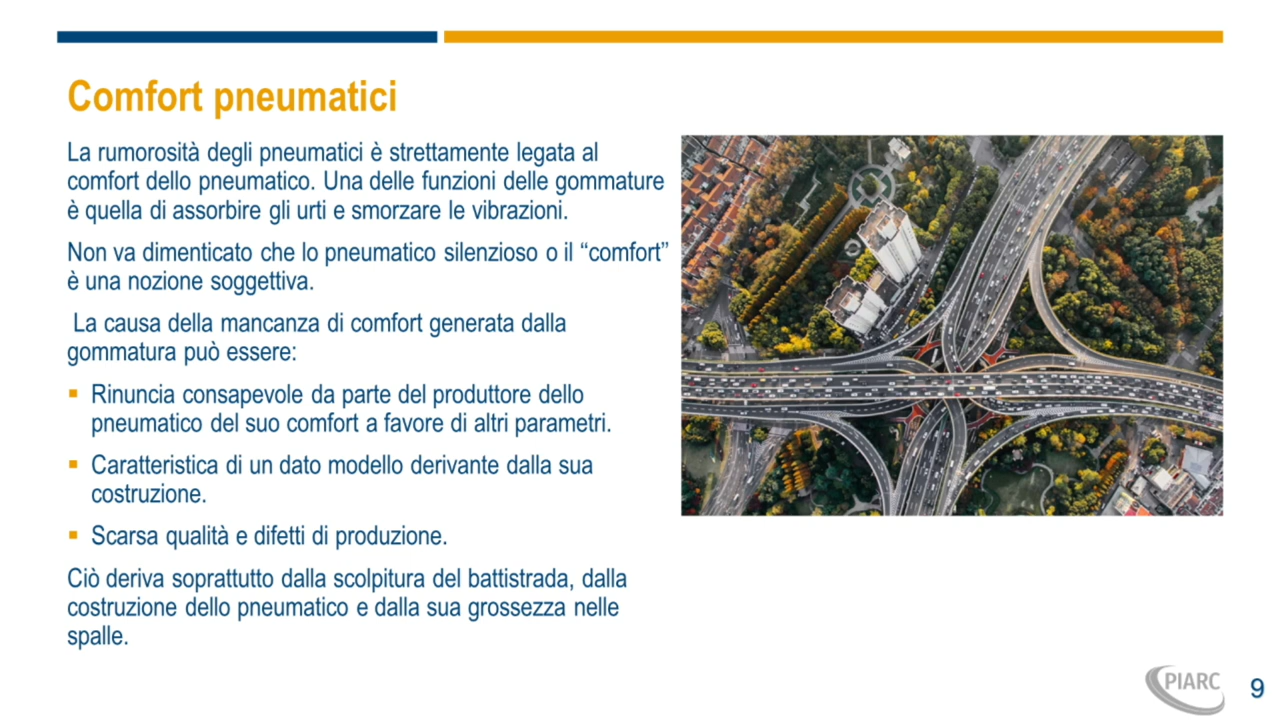 Comfort pneumatici
La rumorosità degli pneumatici è strettamente legata al
comfort dello pneumatico. Una delle funzioni delle gommature
è quella di assorbire gli urti e smorzare le vibrazioni.
Non va dimenticato che lo pneumatico silenzioso o il “comfort”
è una nozione soggettiva.
La causa della mancanza di comfort generata dalla
gommatura può essere:
Rinuncia consapevole da parte del produttore dello
pneumatico del suo comfort a favore di altri parametri.
Caratteristica di un dato modello derivante dalla sua
costruzione.
Scarsa qualità e difetti di produzione.
Ciò deriva soprattutto dalla scolpitura del battistrada, dalla
costruzione dello pneumatico e dalla sua grossezza nelle
spalle.
PIARC
9